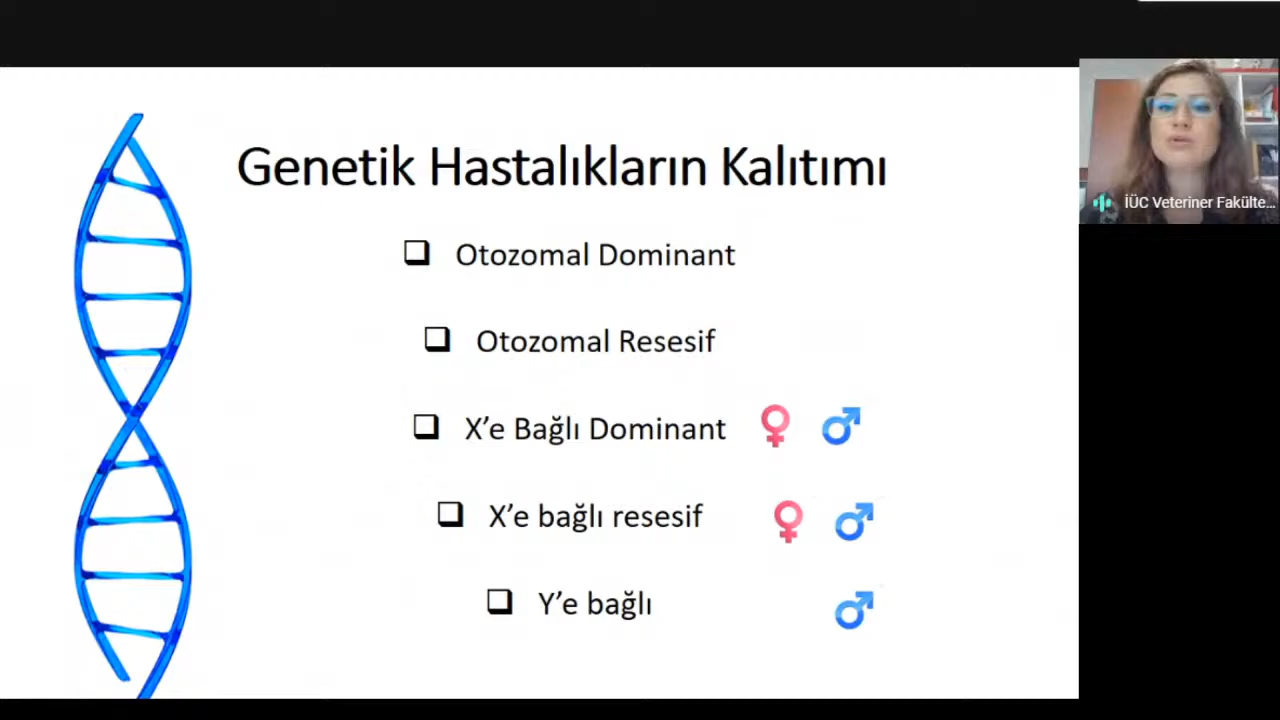 Genetik Hastalıkların Kalıtımı
Otozomal Dominant
Otozomal Resesif
X’e Bağlı Dominant
X’e bağlı resesif
Y’e bağlı
İÜC Veteriner Fakülte...